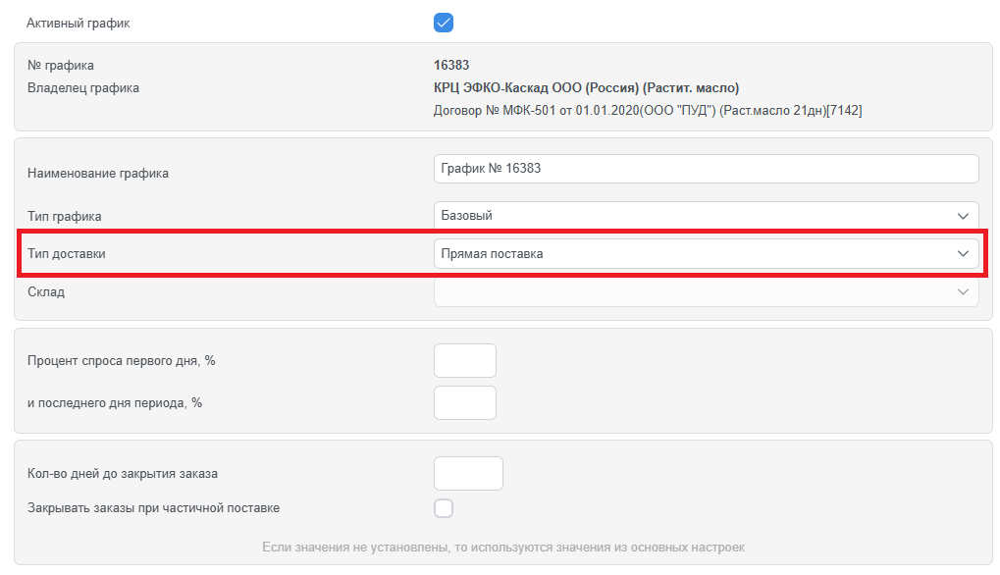 Активный график
№ графика 16383
Владелец графика КРЦ ЭФКО-Каскад ООО (Россия) (Растит. масло)
Договор № МФК-501 от 01.01.2020(ООО "ПУД") (Раст.масло 21дн)[7142]
Наименование графика График № 16383
Тип графика Базовый
Тип доставки Прямая поставка
Склад
Процент спроса первого дня, %
и последнего дня периода, %
Кол-во дней до закрытия заказа
Закрывать заказы при частичной поставке
Если значения не установлены, то используются значения из основных настроек